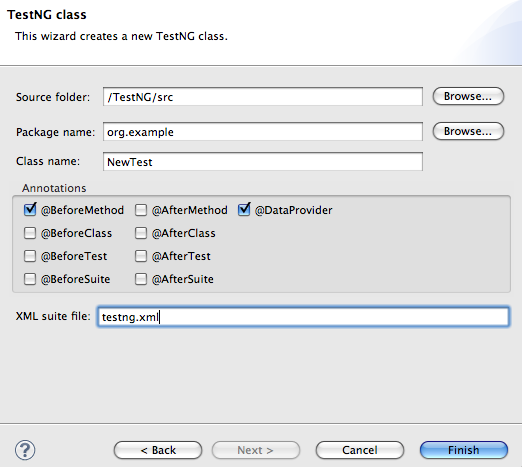 TestNG class
This wizard creates a new TestNG class.
Source folder: /TestNG/src Browse...
Package name: org.example Browse...
Class name: NewTest
Annotations
@BeforeMethod @AfterMethod @DataProvider
@BeforeClass @AfterClass
@BeforeTest @AfterTest
@BeforeSuite @AfterSuite
XML suite file: testng.xml
? < Back Next > Cancel Finish